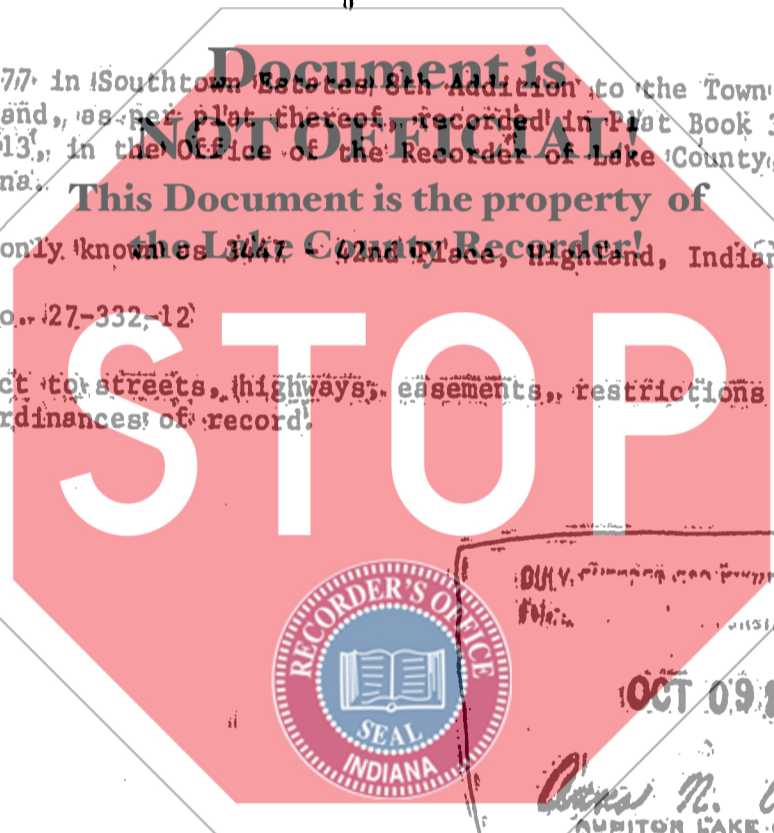 Document is
77 in Southtown Estates 8th Addition to the Town
NOT OFFICIAL!
and, as per plat thereof, recorded in Plat Book 3
13, in the Office of the Recorder of Lake County,
na.
This Document is the property of
the Lake County Recorder!
only known as 3447 - 42nd Place, Highland, Indian
o. 27-332-12
STOP
ct to streets, highways, easements, restrictions
rdinances of record.
DULY
RECORDER'S OFFICE
SEAL
INDIANA
OCT 09
N.
AUDITOR LAKE